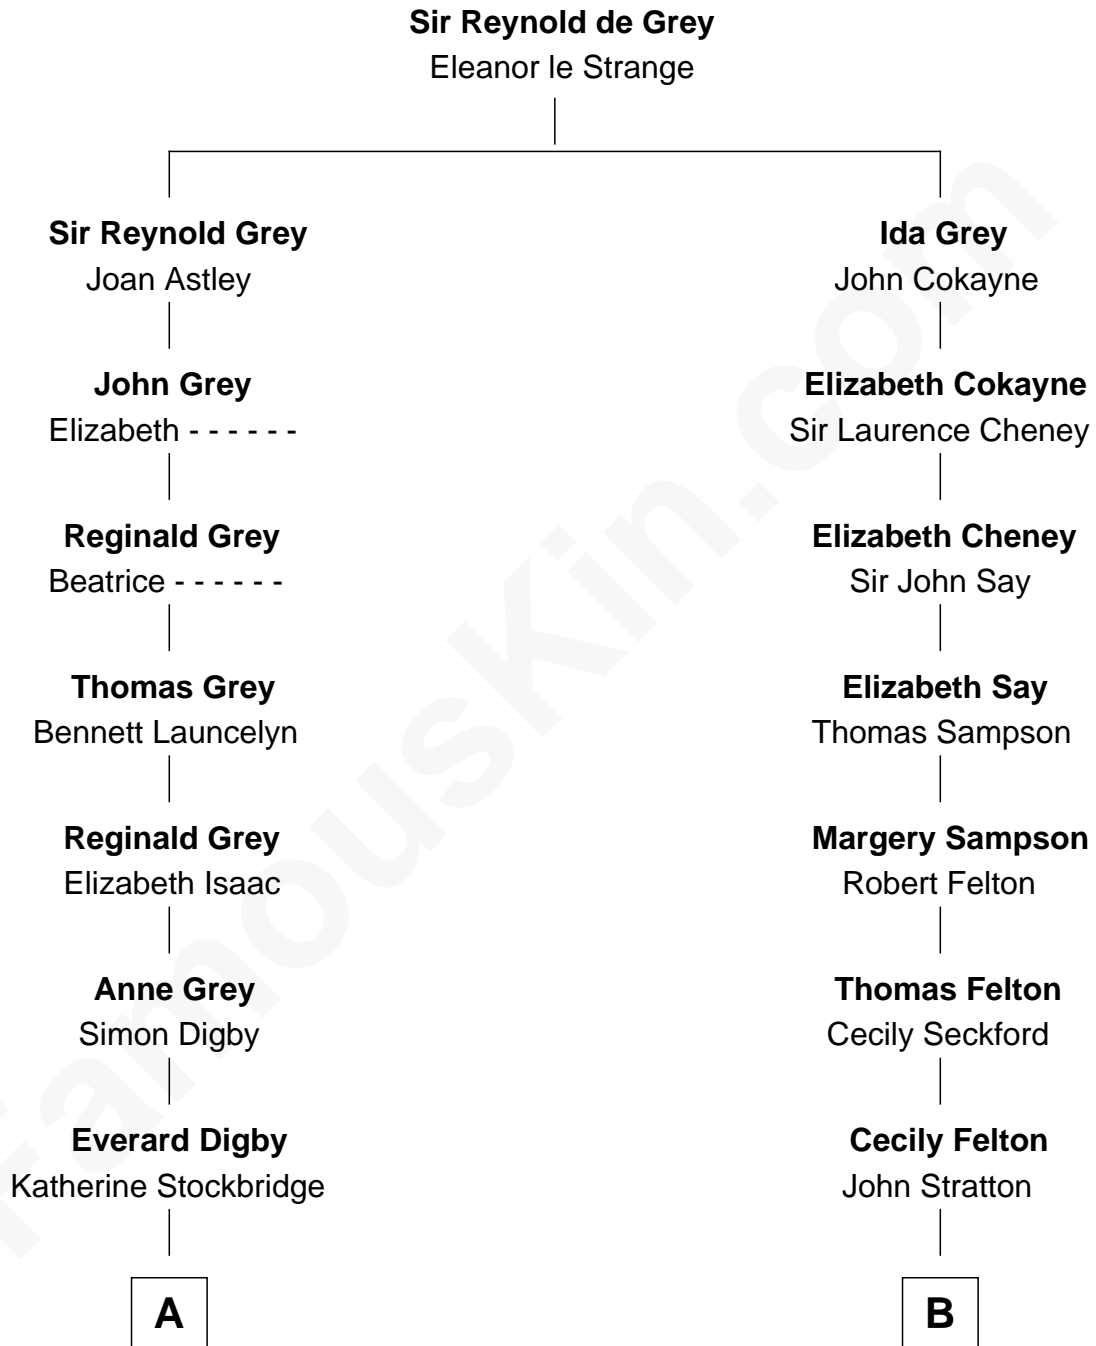 Sir Reynold de Grey
Eleanor le Strange
Sir Reynold Grey
Joan Astley
John Grey
Elizabeth - - - - - -
Reginald Grey
Beatrice - - - - - -
Thomas Grey
Bennett Launcelyn
Reginald Grey
Elizabeth Isaac
Anne Grey
Simon Digby
Everard Digby
Katherine Stockbridge
A
Ida Grey
John Cokayne
Elizabeth Cokayne
Sir Laurence Cheney
Elizabeth Cheney
Sir John Say
Elizabeth Say
Thomas Sampson
Margery Sampson
Robert Felton
Thomas Felton
Cecily Seckford
Cecily Felton
John Stratton
B
FamousKin.com